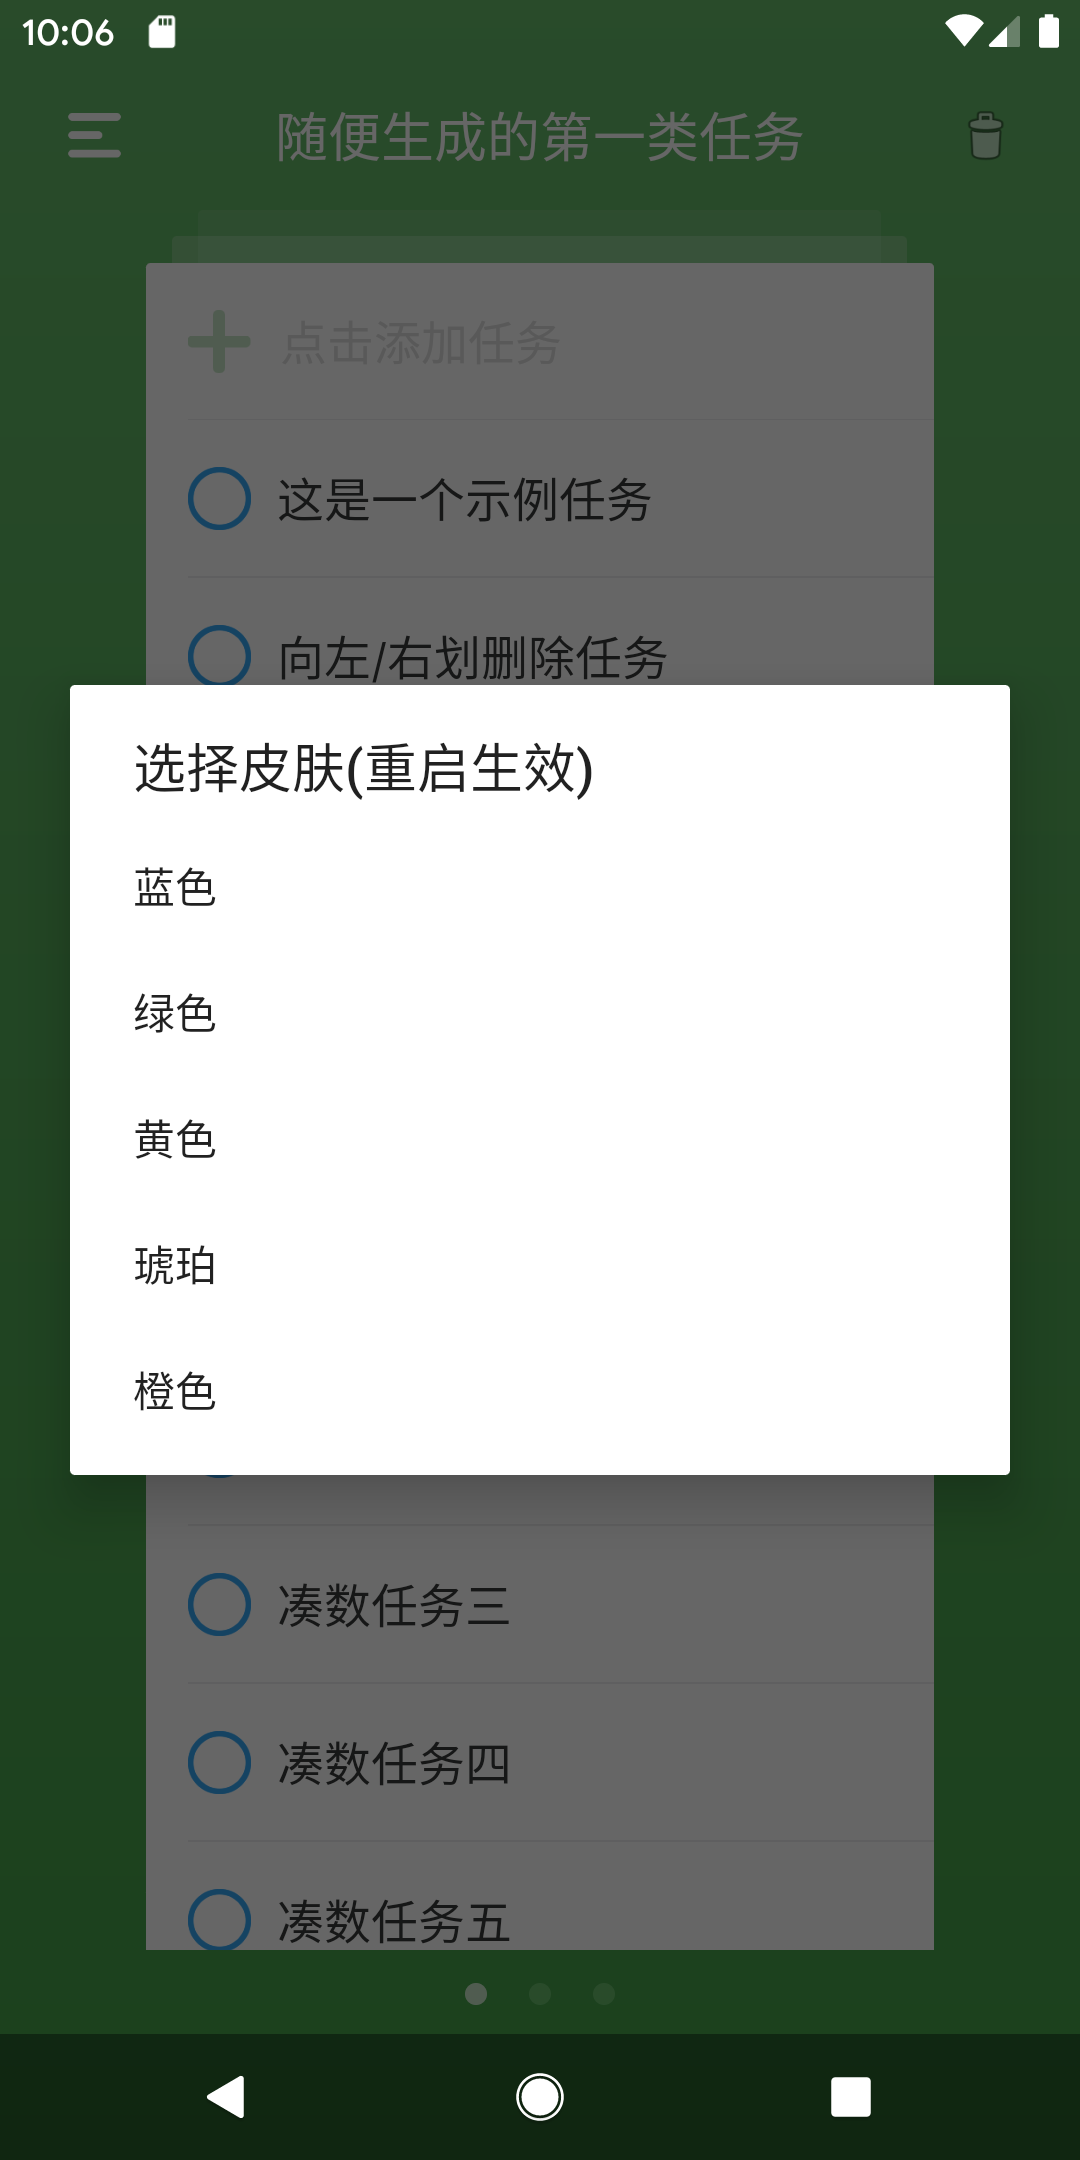 10:06
随便生成的第一类任务
点击添加任务
这是一个示例任务
向左/右划删除任务
选择皮肤(重启生效)
蓝色
绿色
黄色
琥珀
橙色
凑数任务三
凑数任务四
凑数任务五